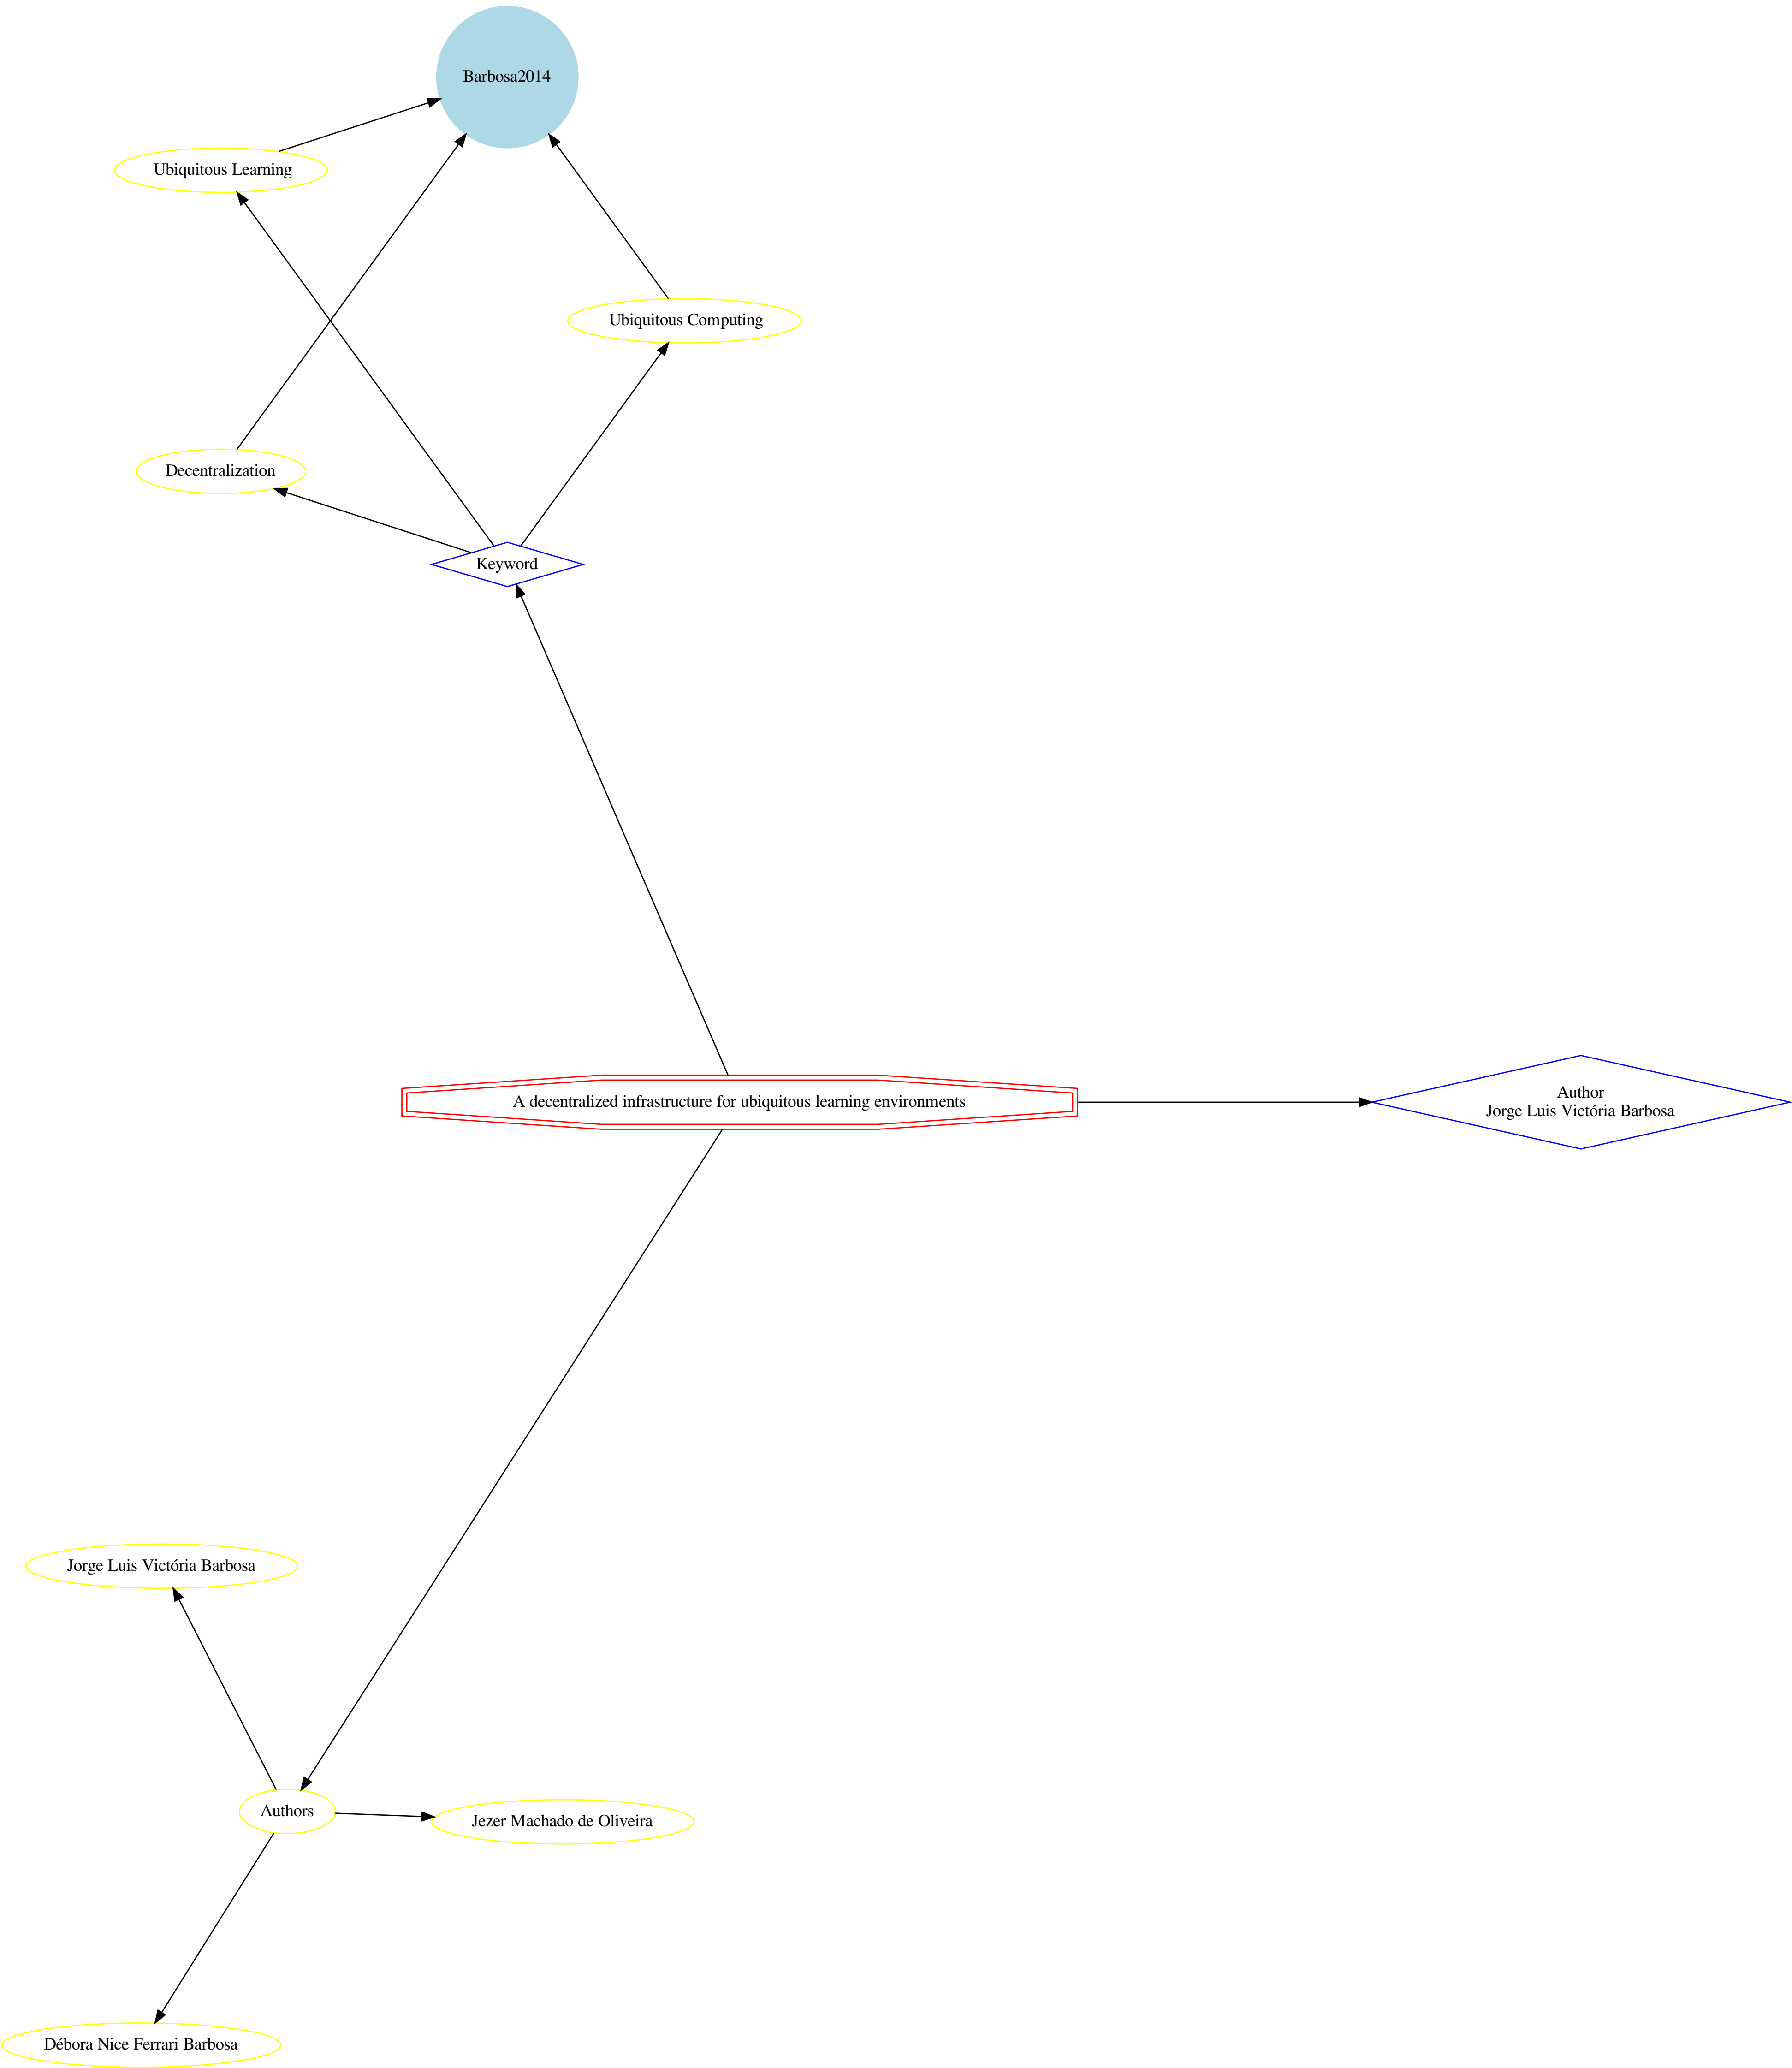 Barbosa2014
Ubiquitous Learning
Ubiquitous Computing
Decentralization
Keyword
A decentralized infrastructure for ubiquitous learning environments
Author
Jorge Luis Victória Barbosa
Jorge Luis Victória Barbosa
Authors
Jezer Machado de Oliveira
Débora Nice Ferrari Barbosa